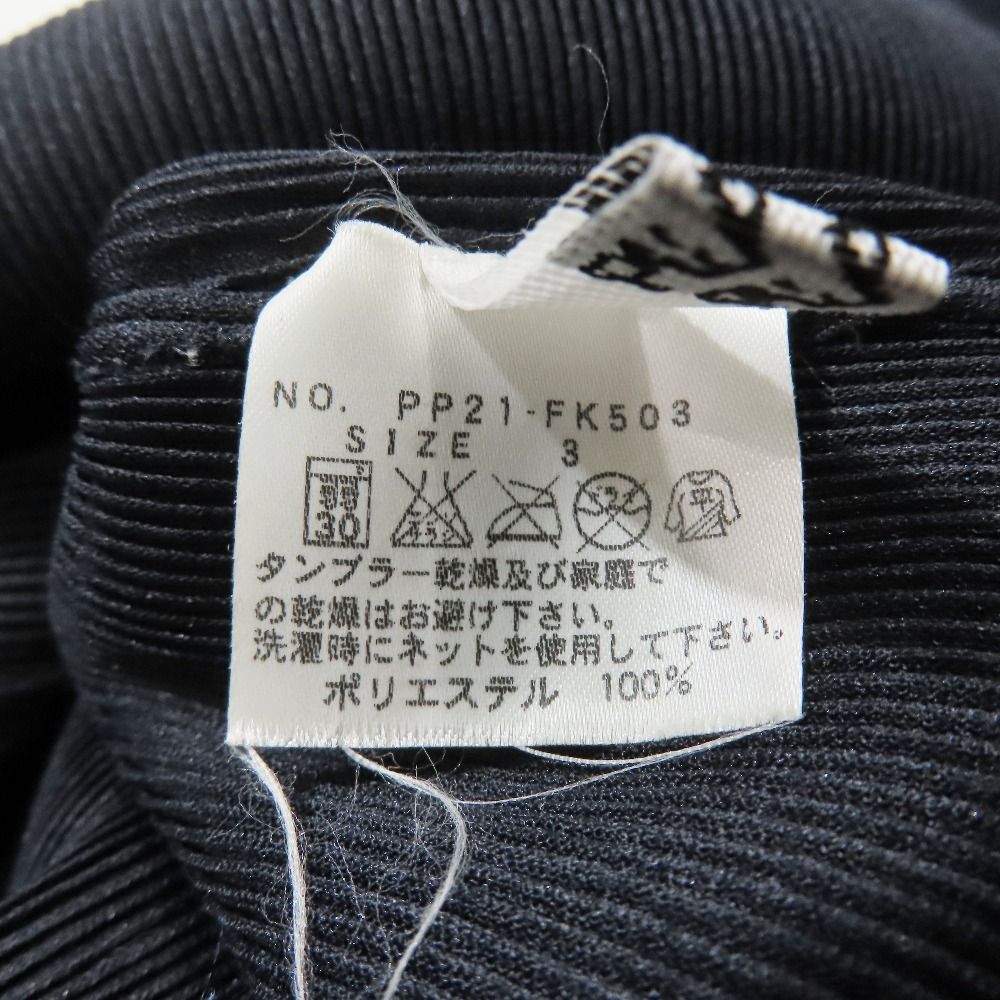 NO. PP21-FK503
SIZE 3
30
平
タンブラー乾燥及び家庭で
の乾燥はお避け下さい。
洗濯時にネットを使用して下さい。
ポリエステル 100%